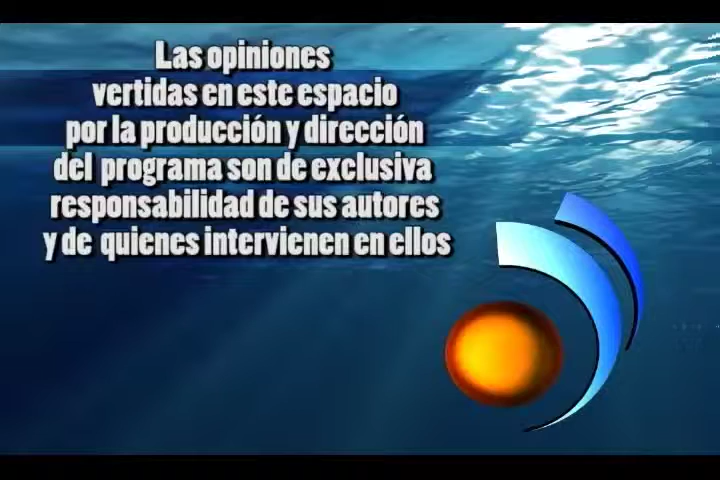 Las opiniones
vertidas en este espacio
por la producción y dirección
del programa son de exclusiva
responsabilidad de sus autores
y de quienes intervienen en ellos